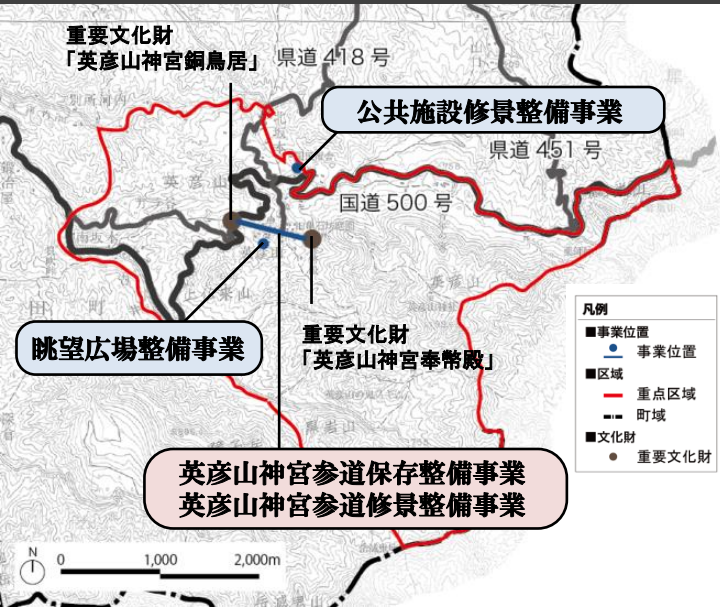 重要文化財
「英彦山神宮銅鳥居」
県道418号
公共施設修景整備事業
県道451号
国道500号
英彦山
英彦山
眺望広場整備事業
重要文化財
「英彦山神宮奉幣殿」
英彦山神宮参道保存整備事業
英彦山神宮参道修景整備事業
凡例
■事業位置
事業位置
■区域
重点区域
町域
■文化財
重要文化財
N
0 1,000 2,000m